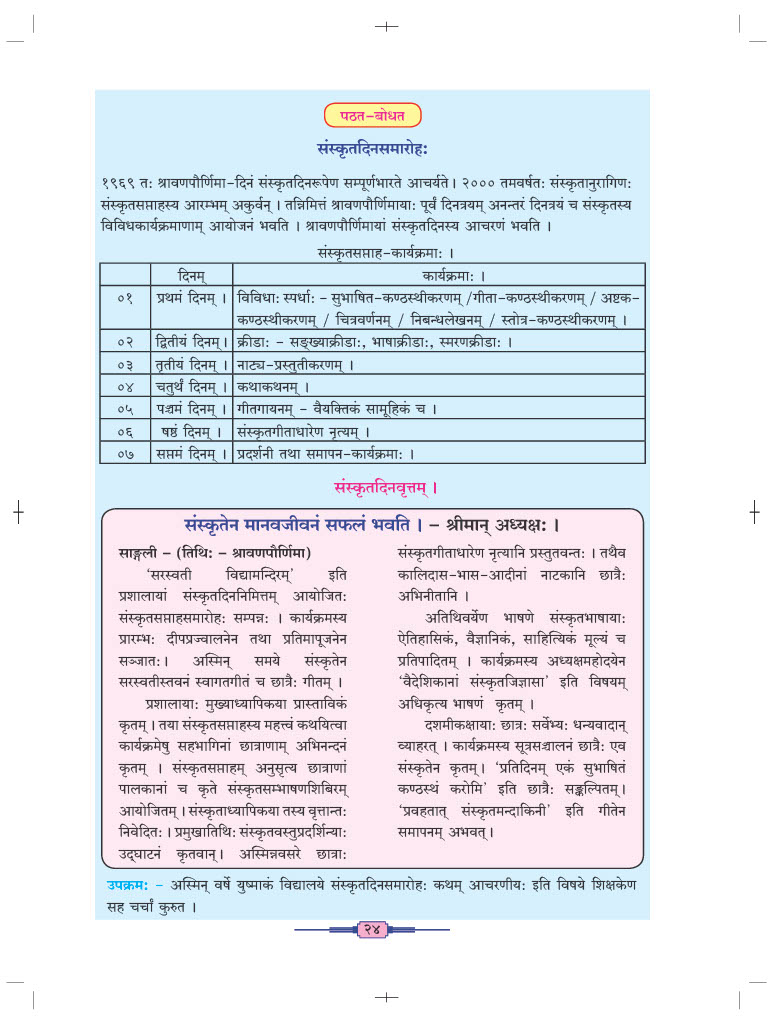 पठत-बोधत
संस्कृतदिनसमारोहः
१९६९ तः श्रावणपौर्णिमा-दिनं संस्कृतदिनरूपेण सम्पूर्णभारते आचर्यते। २००० तमवर्षतः संस्कृतानुरागिणः
संस्कृतसप्ताहस्य आरम्भम् अकुर्वन् । तन्निमित्तं श्रावणपौर्णिमायाः पूर्वं दिनत्रयम् अनन्तरं दिनत्रयं च संस्कृतस्य
विविधकार्यक्रमाणाम् आयोजनं भवति । श्रावणपौर्णिमायां संस्कृतदिनस्य आचरणं भवति ।
संस्कृतसप्ताह-कार्यक्रमाः ।
दिनम् कार्यक्रमाः ।
०१ प्रथमं दिनम् । विविधाः स्पर्धाः - सुभाषित-कण्ठस्थीकरणम् /गीता-कण्ठस्थीकरणम् / अष्टक-
कण्ठस्थीकरणम् / चित्रवर्णनम् / निबन्धलेखनम् / स्तोत्र-कण्ठस्थीकरणम् ।
०२ द्वितीयं दिनम्। क्रीडाः - सङ्ख्याक्रीडाः, भाषाक्रीडाः, स्मरणक्रीडाः ।
०३ तृतीयं दिनम् । नाट्य-प्रस्तुतीकरणम् ।
०४ चतुर्थं दिनम् । कथाकथनम् ।
०५ पञ्चमं दिनम् । गीतगायनम् - वैयक्तिकं सामूहिकं च ।
०६ षष्ठं दिनम् । संस्कृतगीताधारेण नृत्यम् ।
०७ सप्तमं दिनम् । प्रदर्शनी तथा समापन-कार्यक्रमाः ।
संस्कृतदिनवृत्तम् ।
संस्कृतेन मानवजीवनं सफलं भवति । - श्रीमान् अध्यक्षः ।
साङ्गली - (तिथिः - श्रावणपौर्णिमा)
‘सरस्वती विद्यामन्दिरम्’ इति
प्रशालायां संस्कृतदिननिमित्तम् आयोजितः
संस्कृतसप्ताहसमारोहः सम्पन्नः । कार्यक्रमस्य
प्रारम्भः दीपप्रज्वालनेन तथा प्रतिमापूजनेन
सञ्जातः। अस्मिन् समये संस्कृतेन
सरस्वतीस्तवनं स्वागतगीतं च छात्रैः गीतम् ।
प्रशालायाः मुख्याध्यापिकया प्रास्ताविकं
कृतम् । तया संस्कृतसप्ताहस्य महत्त्वं कथयित्वा
कार्यक्रमेषु सहभागिनां छात्राणाम् अभिनन्दनं
कृतम् । संस्कृतसप्ताहम् अनुसृत्य छात्राणां
पालकानां च कृते संस्कृतसम्भाषणशिबिरम्
आयोजितम्। संस्कृताध्यापिकया तस्य वृत्तान्तः
निवेदितः। प्रमुखातिथिः संस्कृतवस्तुप्रदर्शिन्याः
उद्घाटनं कृतवान्। अस्मिन्नवसरे छात्राः
संस्कृतगीताधारेण नृत्यानि प्रस्तुतवन्तः । तथैव
कालिदास-भास-आदीनां नाटकानि छात्रैः
अभिनीतानि ।
अतिथिवर्येण भाषणे संस्कृतभाषायाः
ऐतिहासिकं, वैज्ञानिकं, साहित्यिकं मूल्यं च
प्रतिपादितम् । कार्यक्रमस्य अध्यक्षमहोदयेन
‘वैदेशिकानां संस्कृतजिज्ञासा’ इति विषयम्
अधिकृत्य भाषणं कृतम् ।
दशमीकक्षायाः छात्रः सर्वेभ्यः धन्यवादान्
व्याहरत् । कार्यक्रमस्य सूत्रसञ्चालनं छात्रैः एव
संस्कृतेन कृतम्। ‘प्रतिदिनम् एकं सुभाषितं
कण्ठस्थं करोमि’ इति छात्रैः सङ्कल्पितम्।
‘प्रवहतात् संस्कृतमन्दाकिनी’ इति गीतेन
समापनम् अभवत्।
उपक्रमः - अस्मिन् वर्षे युष्माकं विद्यालये संस्कृतदिनसमारोहः कथम् आचरणीयः इति विषये शिक्षकेण
सह चर्चां कुरुत ।
२४